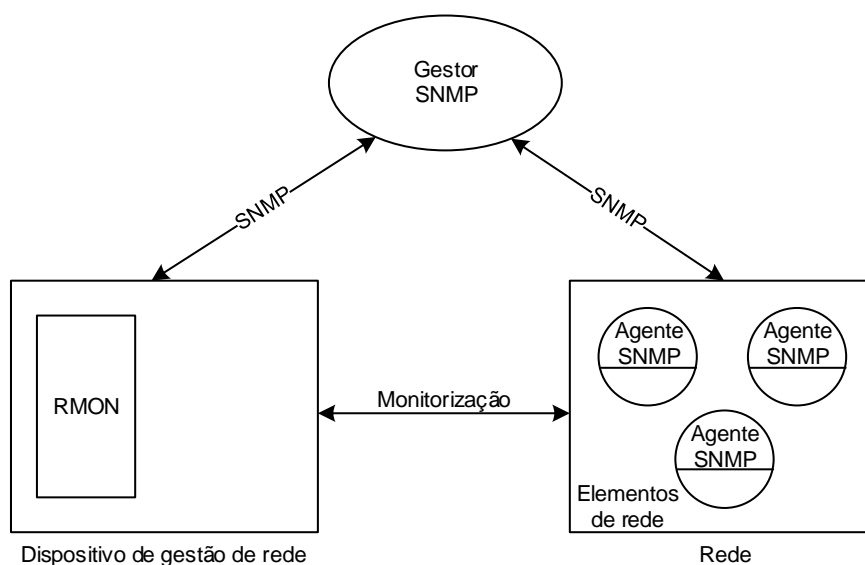 Gestor
SNMP
SNMP
SNMP
RMON
Monitorização
Agente
SNMP
Agente
SNMP
Agente
SNMP
Elementos
de rede
Dispositivo de gestão de rede
Rede